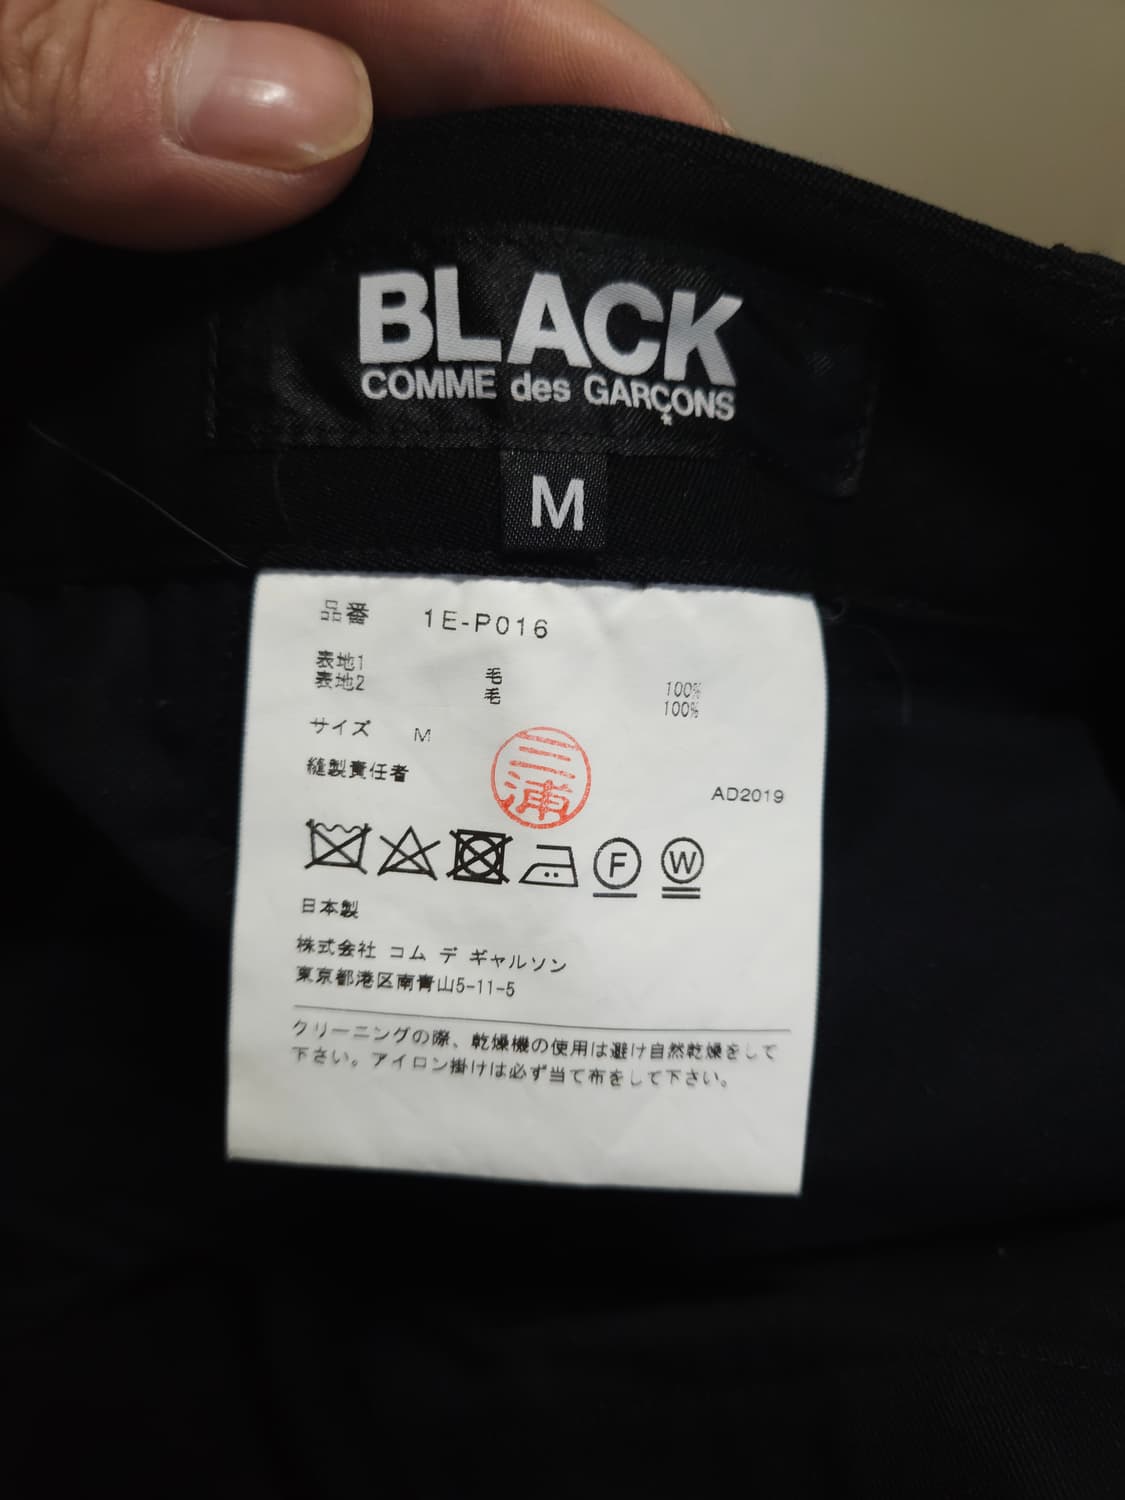 BLACK
COMME des GARÇONS
M
品番 1E-P016
表地1 毛 100%
表地2 毛 100%
サイズ M
縫製責任者 三浦 AD2019
F W
日本製
株式会社 コム デ ギャルソン
東京都港区南青山5-11-5
クリーニングの際、乾燥機の使用は避け自然乾燥をして
下さい。アイロン掛けは必ず当て布をして下さい。